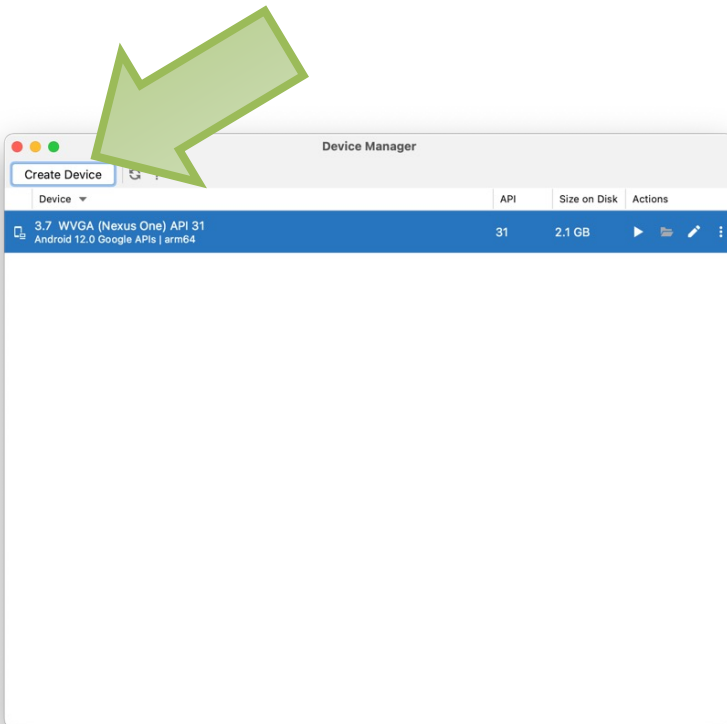 Device Manager
Create Device
Device API Size on Disk Actions
3.7 WVGA (Nexus One) API 31
Android 12.0 Google APIs | arm64
31 2.1 GB